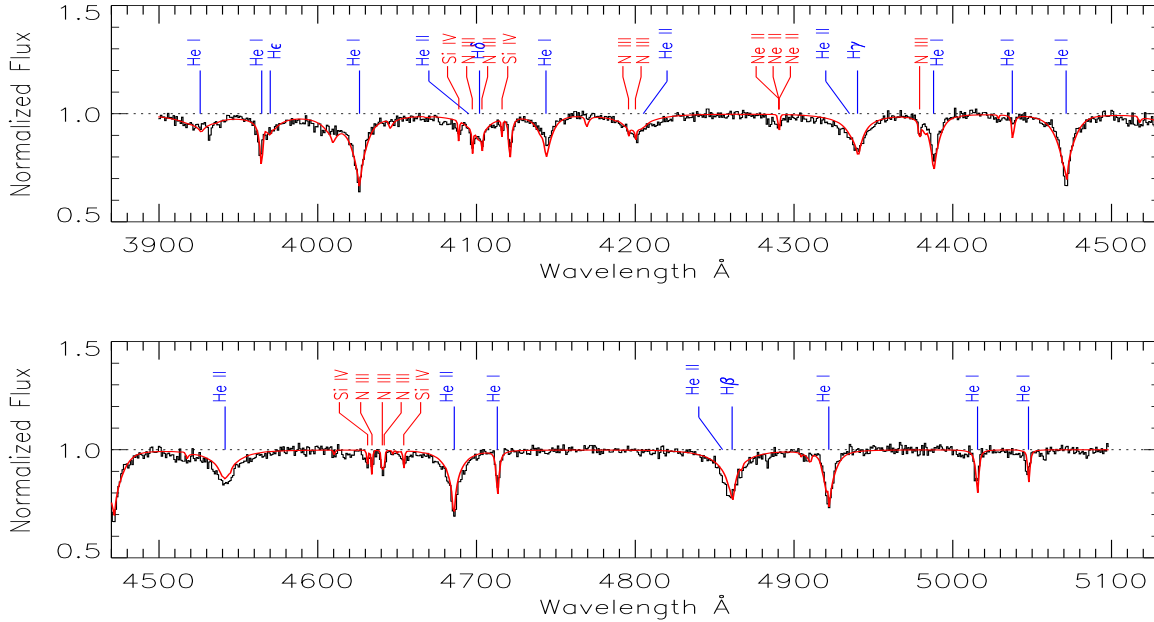 1.5
1.0
0.5
Normalized Flux
He I
He I
Hε
He I
He II
Si IV
N III
Hδ
N III
Si IV
He I
N III
N III
He II
Ne II
Ne II
Ne II
He II
Hγ
N III
He I
He I
He I
3900 4000 4100 4200 4300 4400 4500
Wavelength Å
1.5
1.0
0.5
Normalized Flux
He II
Si IV
N III
N III
N III
Si IV
He II
He I
He II
Hβ
He I
He I
He I
4500 4600 4700 4800 4900 5000 5100
Wavelength Å